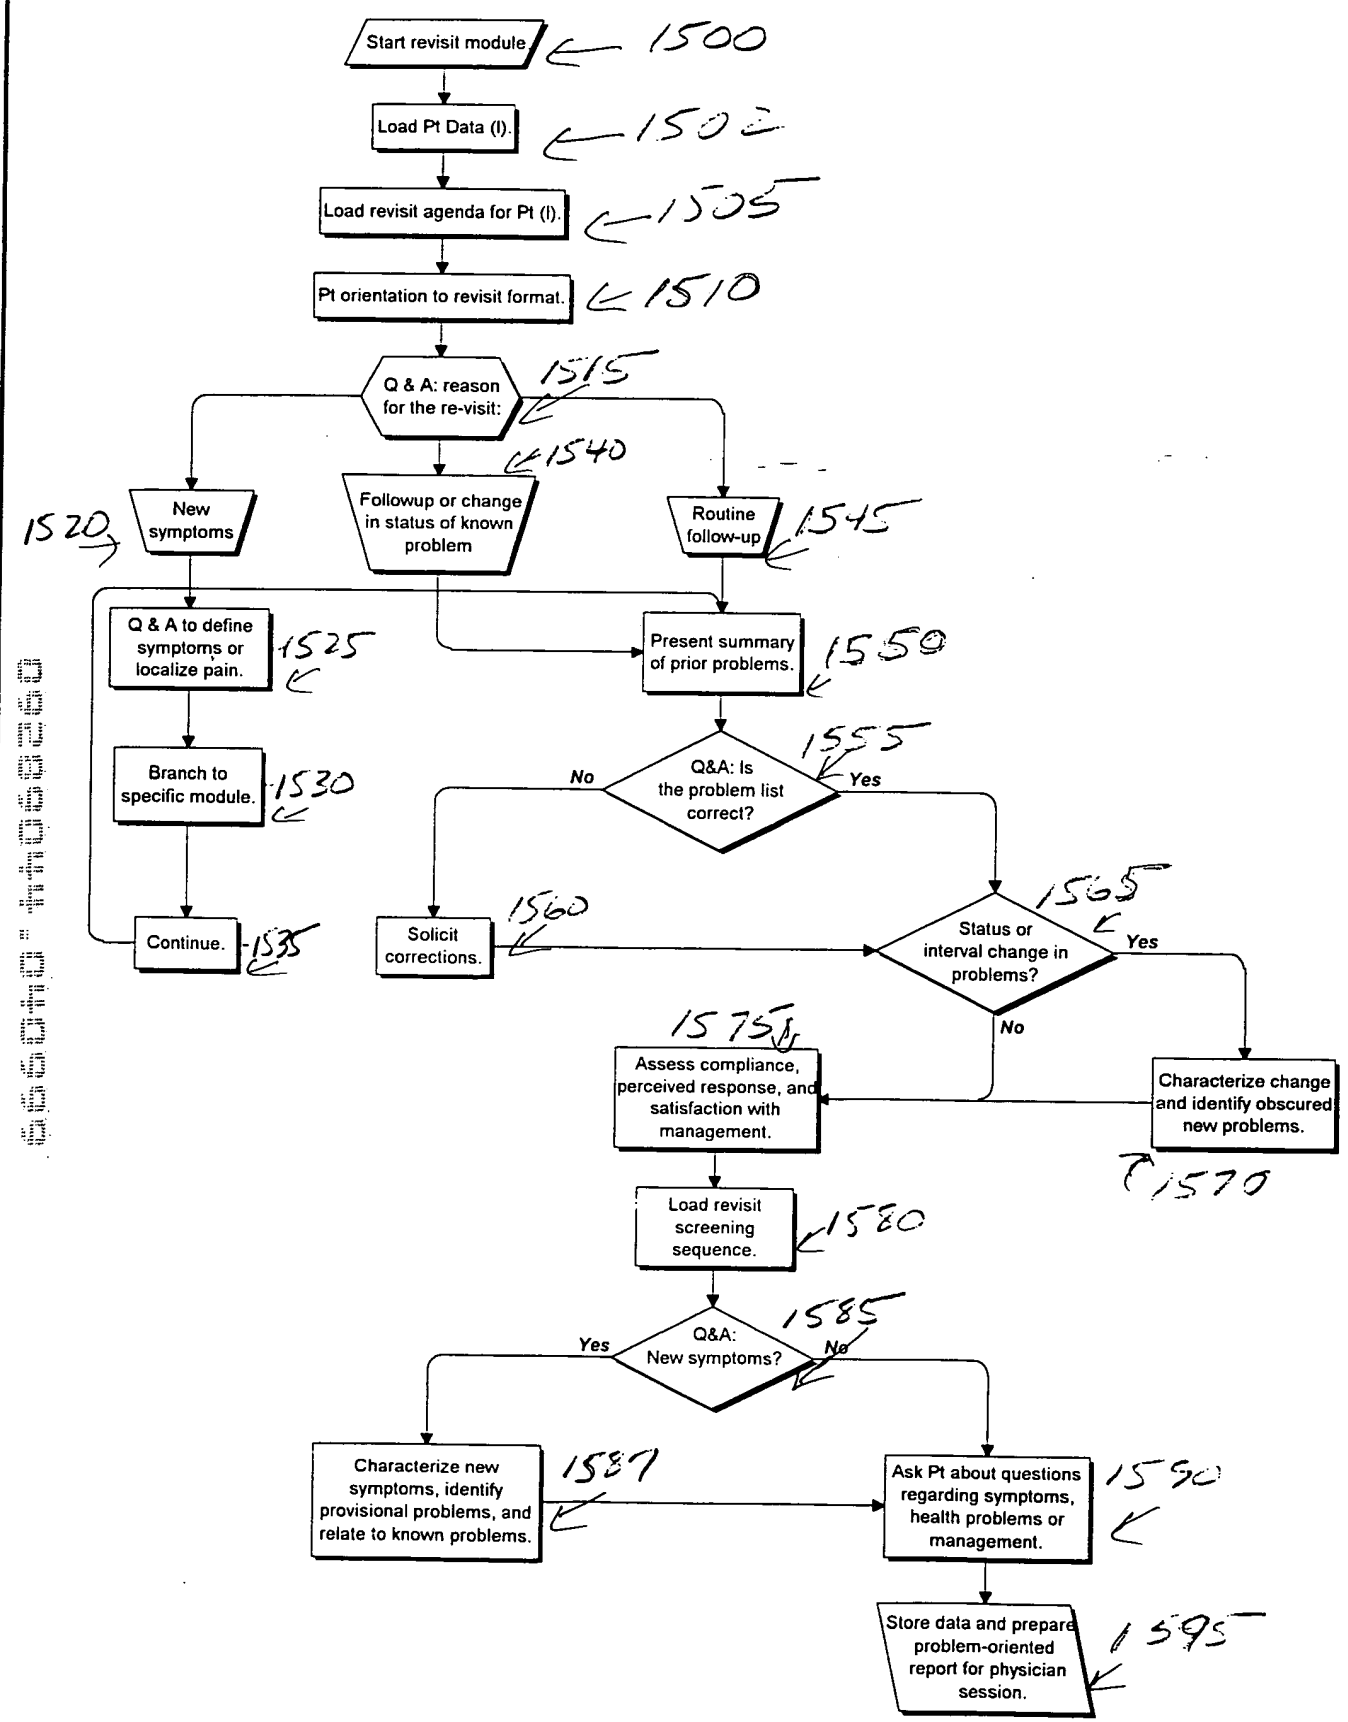 Start revisit module.
1500
Load Pt Data (I).
1502
Load revisit agenda for Pt (I).
1505
Pt orientation to revisit format.
1510
Q & A: reason
for the re-visit:
1515
1540
New
symptoms
1520
Followup or change
in status of known
problem
Routine
follow-up
1545
Q & A to define
symptoms or
localize pain.
1525
Present summary
of prior problems.
1550
Branch to
specific module.
1530
Q&A: Is
the problem list
correct?
1555
No
Yes
Continue.
1535
Solicit
corrections.
1560
Status or
interval change in
problems?
1565
Yes
No
1575
Assess compliance,
perceived response, and
satisfaction with
management.
Characterize change
and identify obscured
new problems.
1570
Load revisit
screening
sequence.
1580
Q&A:
New symptoms?
1585
Yes
No
Characterize new
symptoms, identify
provisional problems, and
relate to known problems.
1587
Ask Pt about questions
regarding symptoms,
health problems or
management.
1590
Store data and prepare
problem-oriented
report for physician
session.
1595